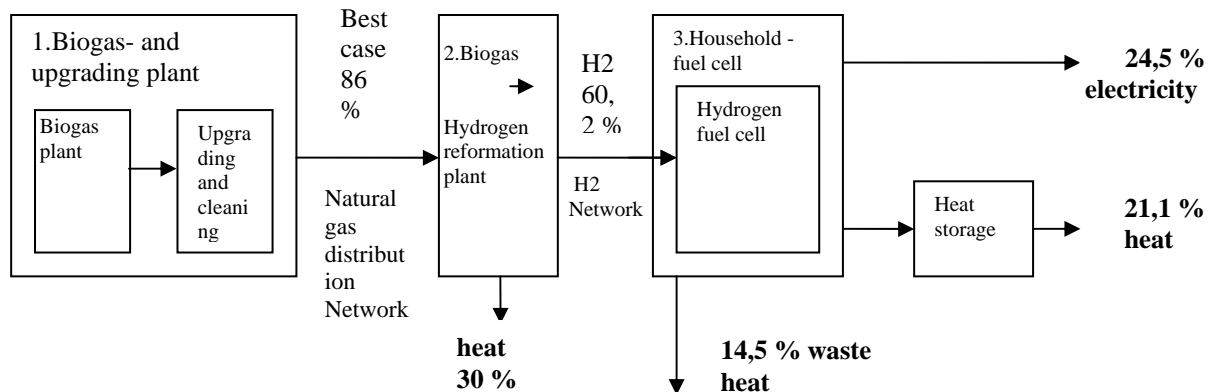 1.Biogas- and
upgrading plant
Biogas
plant
Upgra
ding
and
cleani
ng
Best
case
86
%
Natural
gas
distribut
ion
Network
2.Biogas
Hydrogen
reformation
plant
heat
30 %
H2
60,
2 %
H2
Network
3.Household -
fuel cell
Hydrogen
fuel cell
14,5 % waste
heat
24,5 %
electricity
Heat
storage
21,1 %
heat